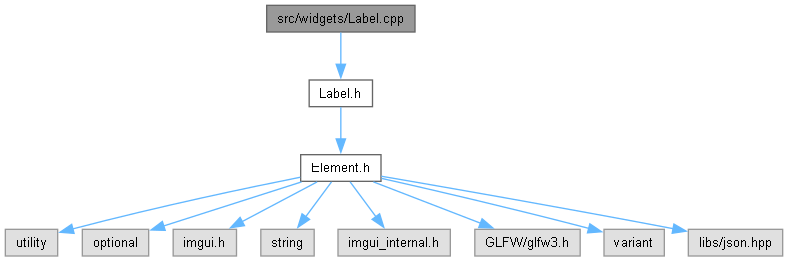 src/widgets/Label.cpp
Label.h
Element.h
utility
optional
imgui.h
string
imgui_internal.h
GLFW/glfw3.h
variant
libs/json.hpp